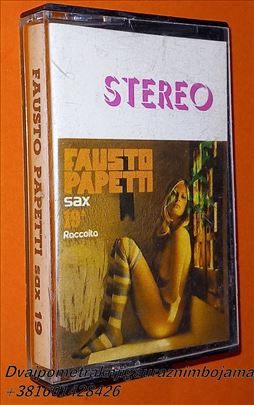 FAUSTO PAPETTI sax 19
STEREO
FAUSTO
PAPETTI
sax
19ª
Raccolta